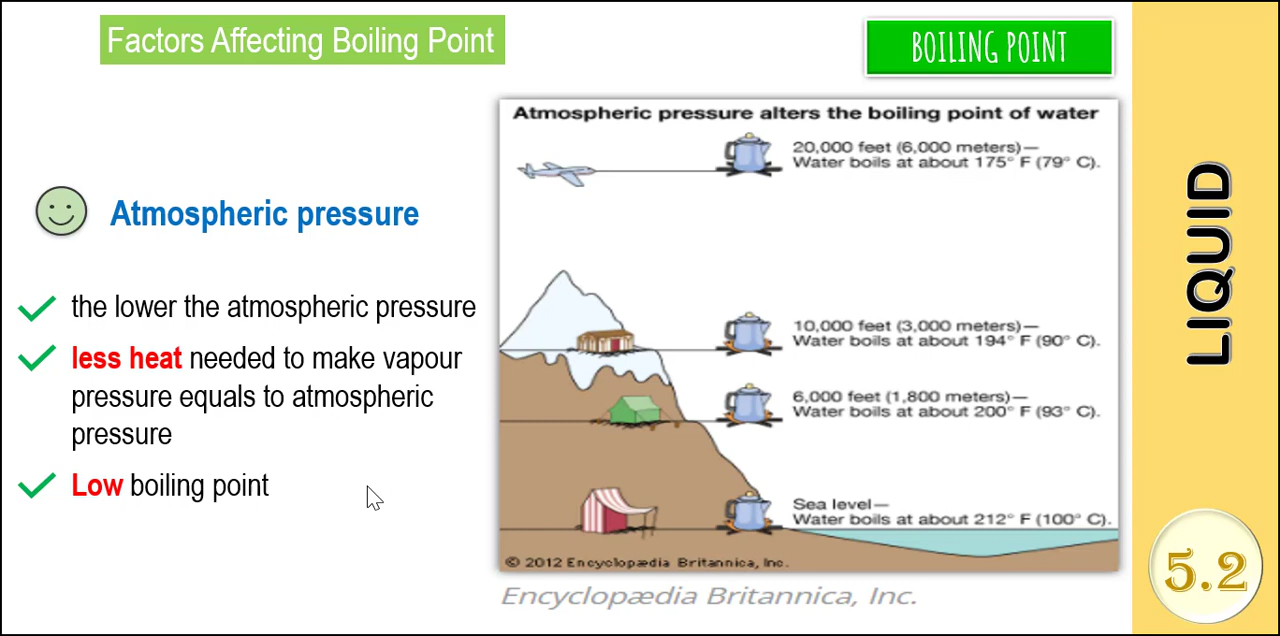 Factors Affecting Boiling Point
BOILING POINT
Atmospheric pressure
the lower the atmospheric pressure
less heat needed to make vapour
pressure equals to atmospheric
pressure
Low boiling point
Atmospheric pressure alters the boiling point of water
20,000 feet (6,000 meters)—
Water boils at about 175° F (79° C).
10,000 feet (3,000 meters)—
Water boils at about 194° F (90° C).
6,000 feet (1,800 meters)—
Water boils at about 200° F (93° C).
Sea level—
Water boils at about 212° F (100° C).
© 2012 Encyclopædia Britannica, Inc.
Encyclopædia Britannica, Inc.
LIQUID
5.2